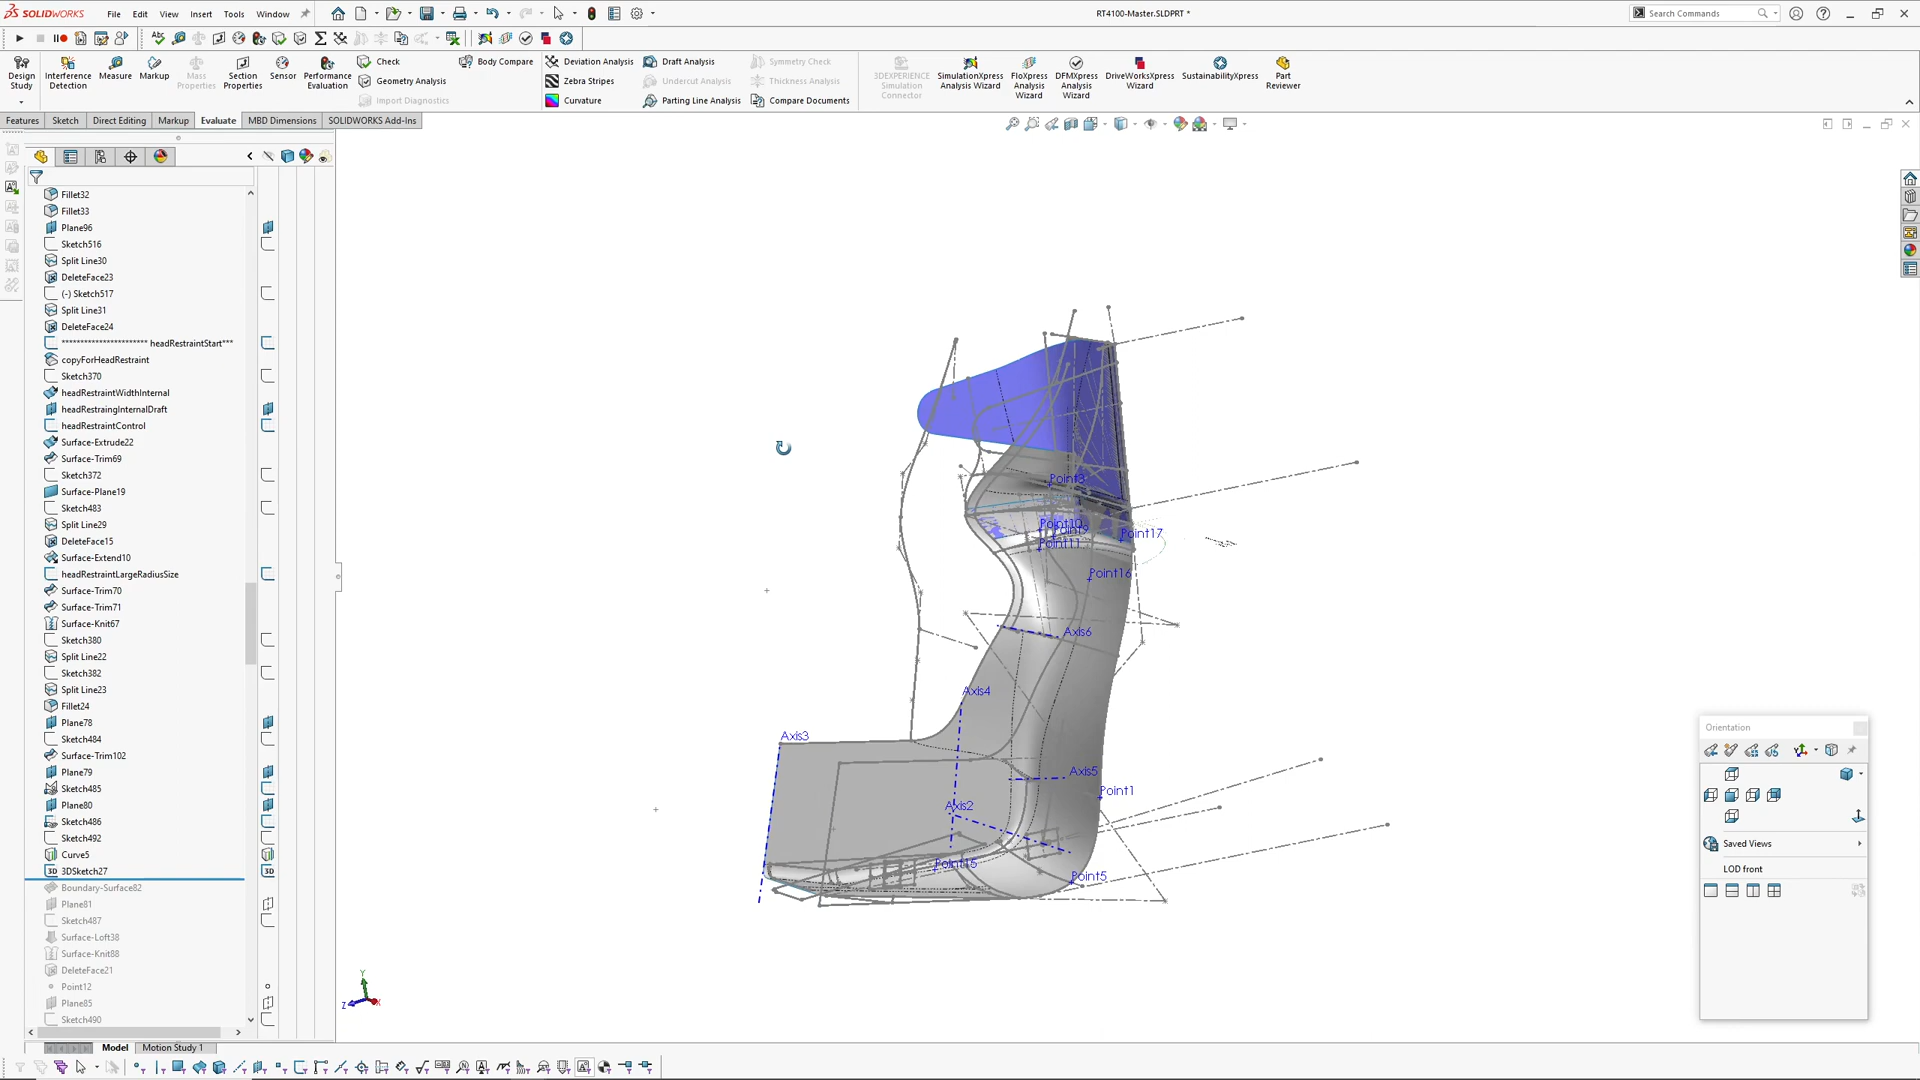 SOLIDWORKS File Edit View Insert Tools Window RT4100-Master.SLDPRT * Search Commands
Design Study
Interference Detection
Measure
Markup
Mass Properties
Section Properties
Sensor
Performance Evaluation
Check
Geometry Analysis
Import Diagnostics
Body Compare
Deviation Analysis
Zebra Stripes
Curvature
Draft Analysis
Undercut Analysis
Parting Line Analysis
Symmetry Check
Thickness Analysis
Compare Documents
3DEXPERIENCE Simulation Connector
SimulationXpress Analysis Wizard
FloXpress Analysis Wizard
DFMXpress Analysis Wizard
DriveWorksXpress Wizard
SustainabilityXpress
Part Reviewer
Features Sketch Direct Editing Markup Evaluate MBD Dimensions SOLIDWORKS Add-Ins
Fillet32
Fillet33
Plane96
Sketch516
Split Line30
DeleteFace23
(-) Sketch517
Split Line31
DeleteFace24
*********************** headRestraintStart***
copyForHeadRestraint
Sketch370
headRestraintWidthInternal
headRestraingInternalDraft
headRestraintControl
Surface-Extrude22
Surface-Trim69
Sketch372
Surface-Plane19
Sketch483
Split Line29
DeleteFace15
Surface-Extend10
headRestraintLargeRadiusSize
Surface-Trim70
Surface-Trim71
Surface-Knit67
Sketch380
Split Line22
Sketch382
Split Line23
Fillet24
Plane78
Sketch484
Surface-Trim102
Plane79
Sketch485
Plane80
Sketch486
Sketch492
Curve5
3DSketch27
Boundary-Surface82
Plane81
Sketch487
Surface-Loft38
Surface-Knit88
DeleteFace21
Point12
Plane85
Sketch490
Point3
Point10
Point9
Point11
Point17
Point16
Axis6
Axis4
Axis3
Axis5
Point1
Axis2
Point15
Point5
Y
Z
X
Orientation
Saved Views
LOD front
Model Motion Study 1